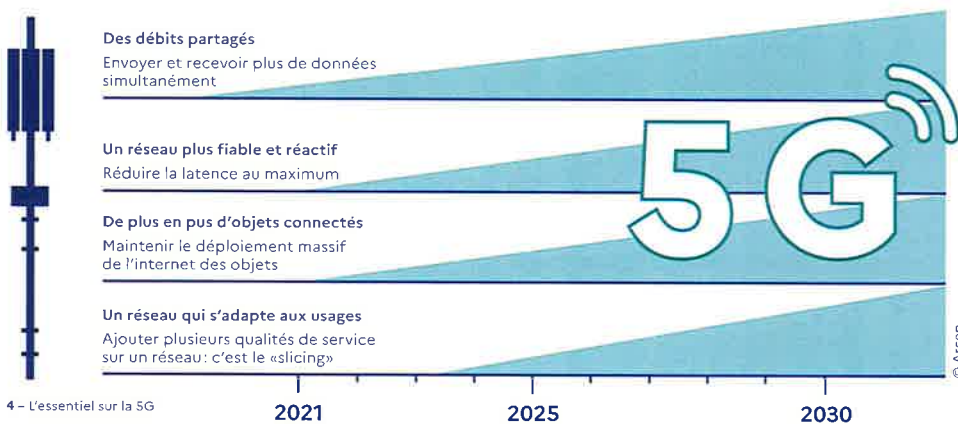 Des débits partagés
Envoyer et recevoir plus de données
simultanément
Un réseau plus fiable et réactif
Réduire la latence au maximum
De plus en pus d'objets connectés
Maintenir le déploiement massif
de l'internet des objets
Un réseau qui s'adapte aux usages
Ajouter plusieurs qualités de service
sur un réseau : c'est le «slicing»
5G
© Arcep
4 – L'essentiel sur la 5G
2021 2025 2030